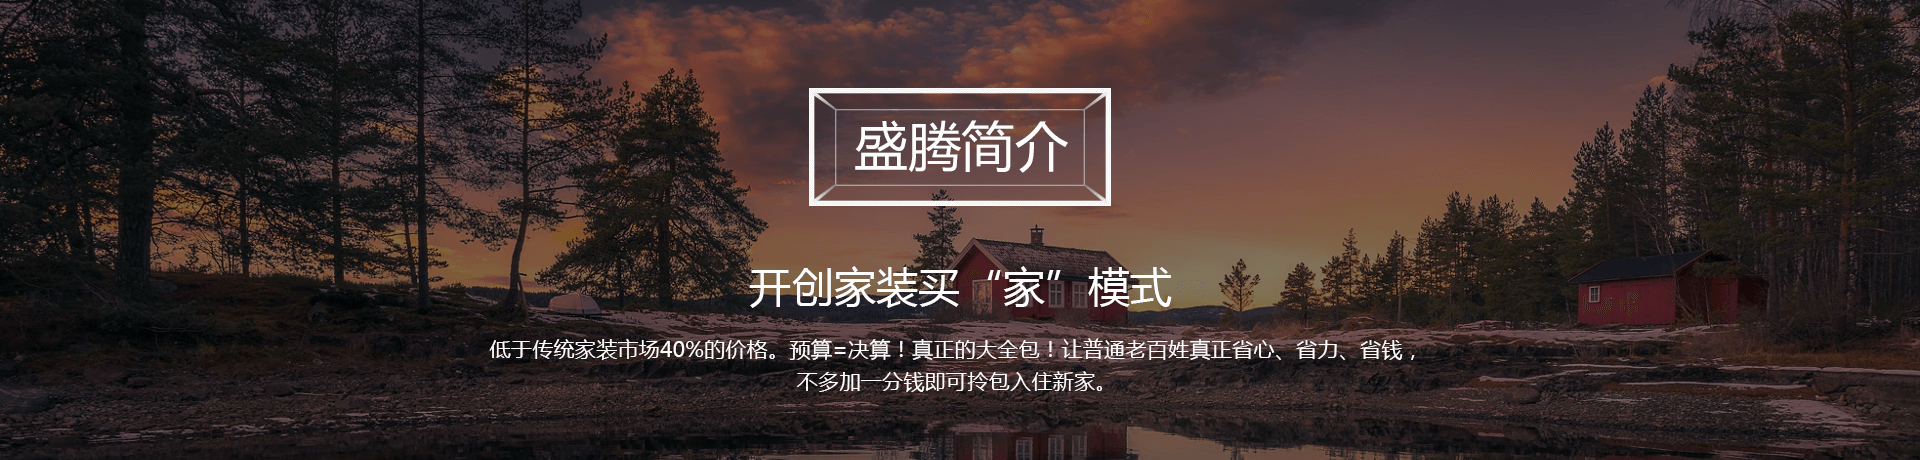 盛腾简介
开创家装买“家”模式
低于传统家装市场40%的价格。预算=决算！真正的大全包！让普通老百姓真正省心、省力、省钱，
不多加一分钱即可拎包入住新家。